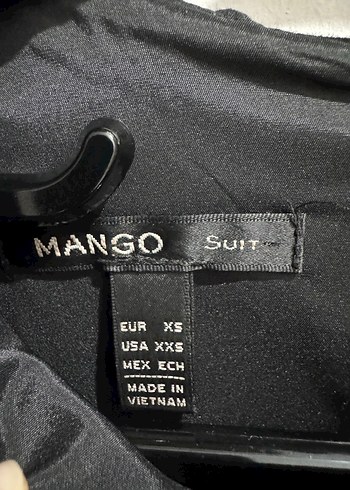 MANGO SUIT
EUR XS
USA XXS
MEX ECH
MADE IN
VIETNAM